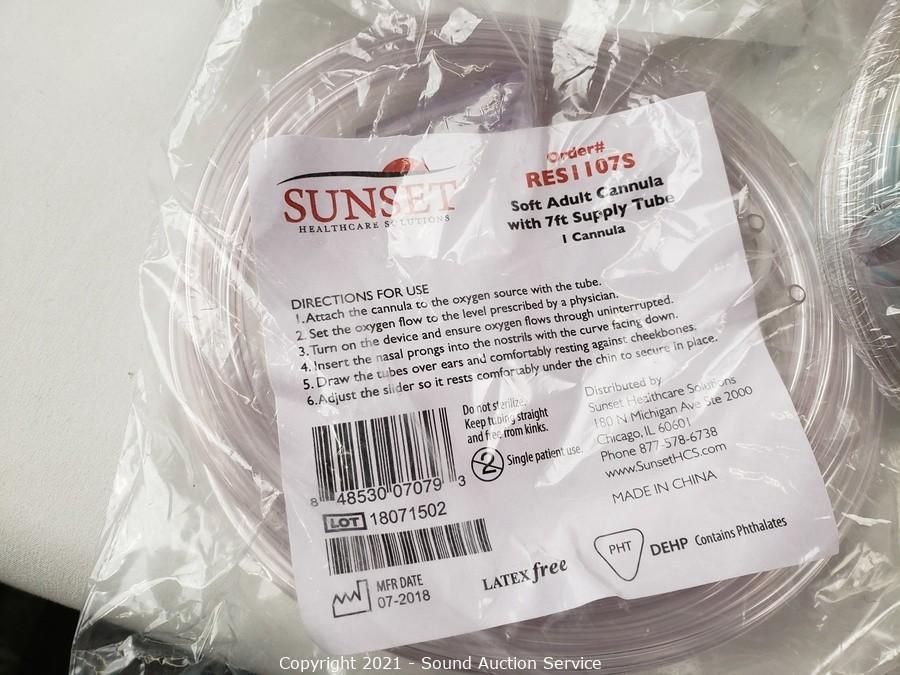 SUNSET
HEALTHCARE SOLUTIONS
Order#
RES1107S
Soft Adult Cannula
with 7ft Supply Tube
1 Cannula
DIRECTIONS FOR USE
1. Attach the cannula to the oxygen source with the tube.
2. Set the oxygen flow to the level prescribed by a physician.
3. Turn on the device and ensure oxygen flows through uninterrupted.
4. Insert the nasal prongs into the nostrils with the curve facing down.
5. Draw the tubes over ears and comfortably resting against cheekbones.
6. Adjust the slider so it rests comfortably under the chin to secure in place.
Do not sterilize.
Keep tubing straight
and free from kinks.
2 Single patient use.
8 48530 07079 3
LOT 18071502
MFR DATE
07-2018
Distributed by
Sunset Healthcare Solutions
180 N Michigan Ave Ste 2000
Chicago, IL 60601
Phone 877-578-6738
www.SunsetHCS.com
MADE IN CHINA
LATEX free
PHT
DEHP Contains Phthalates
Copyright 2021 - Sound Auction Service